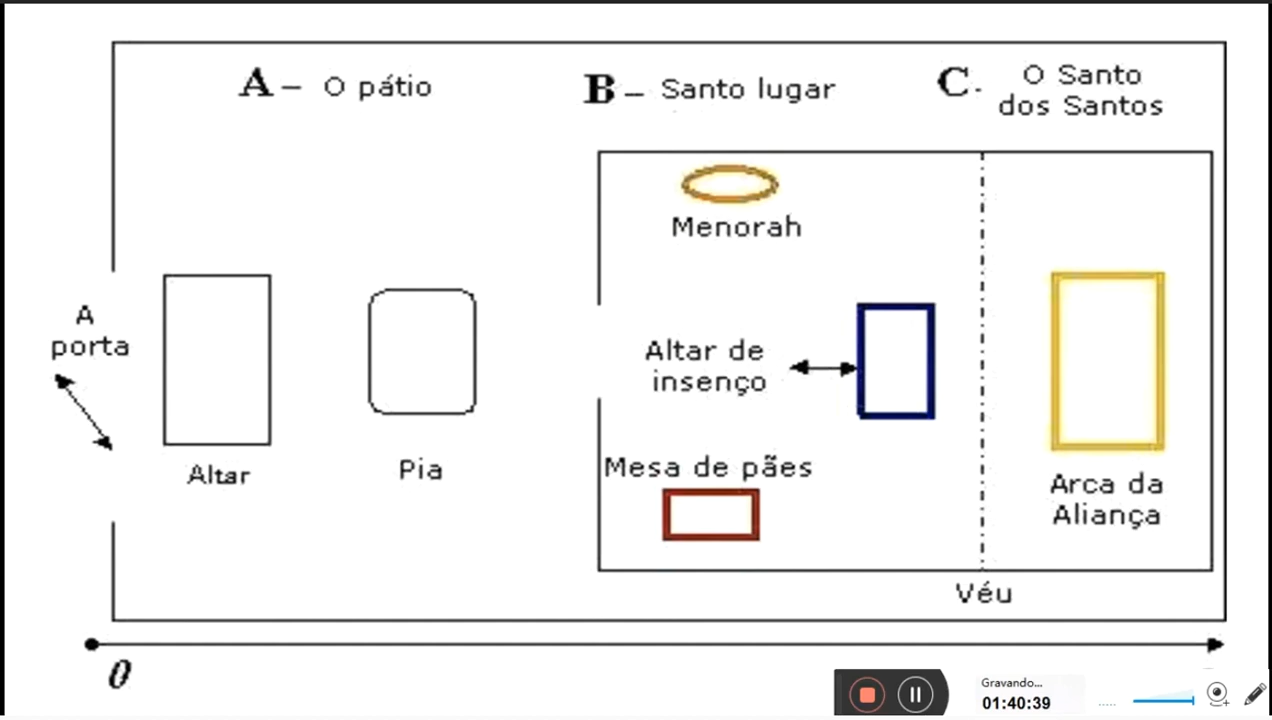 A – O pátio
B – Santo lugar
C. O Santo
dos Santos
Menorah
A
porta
Altar de
insenço
Mesa de pães
Altar
Pia
Arca da
Aliança
Véu
0
Gravando...
01:40:39